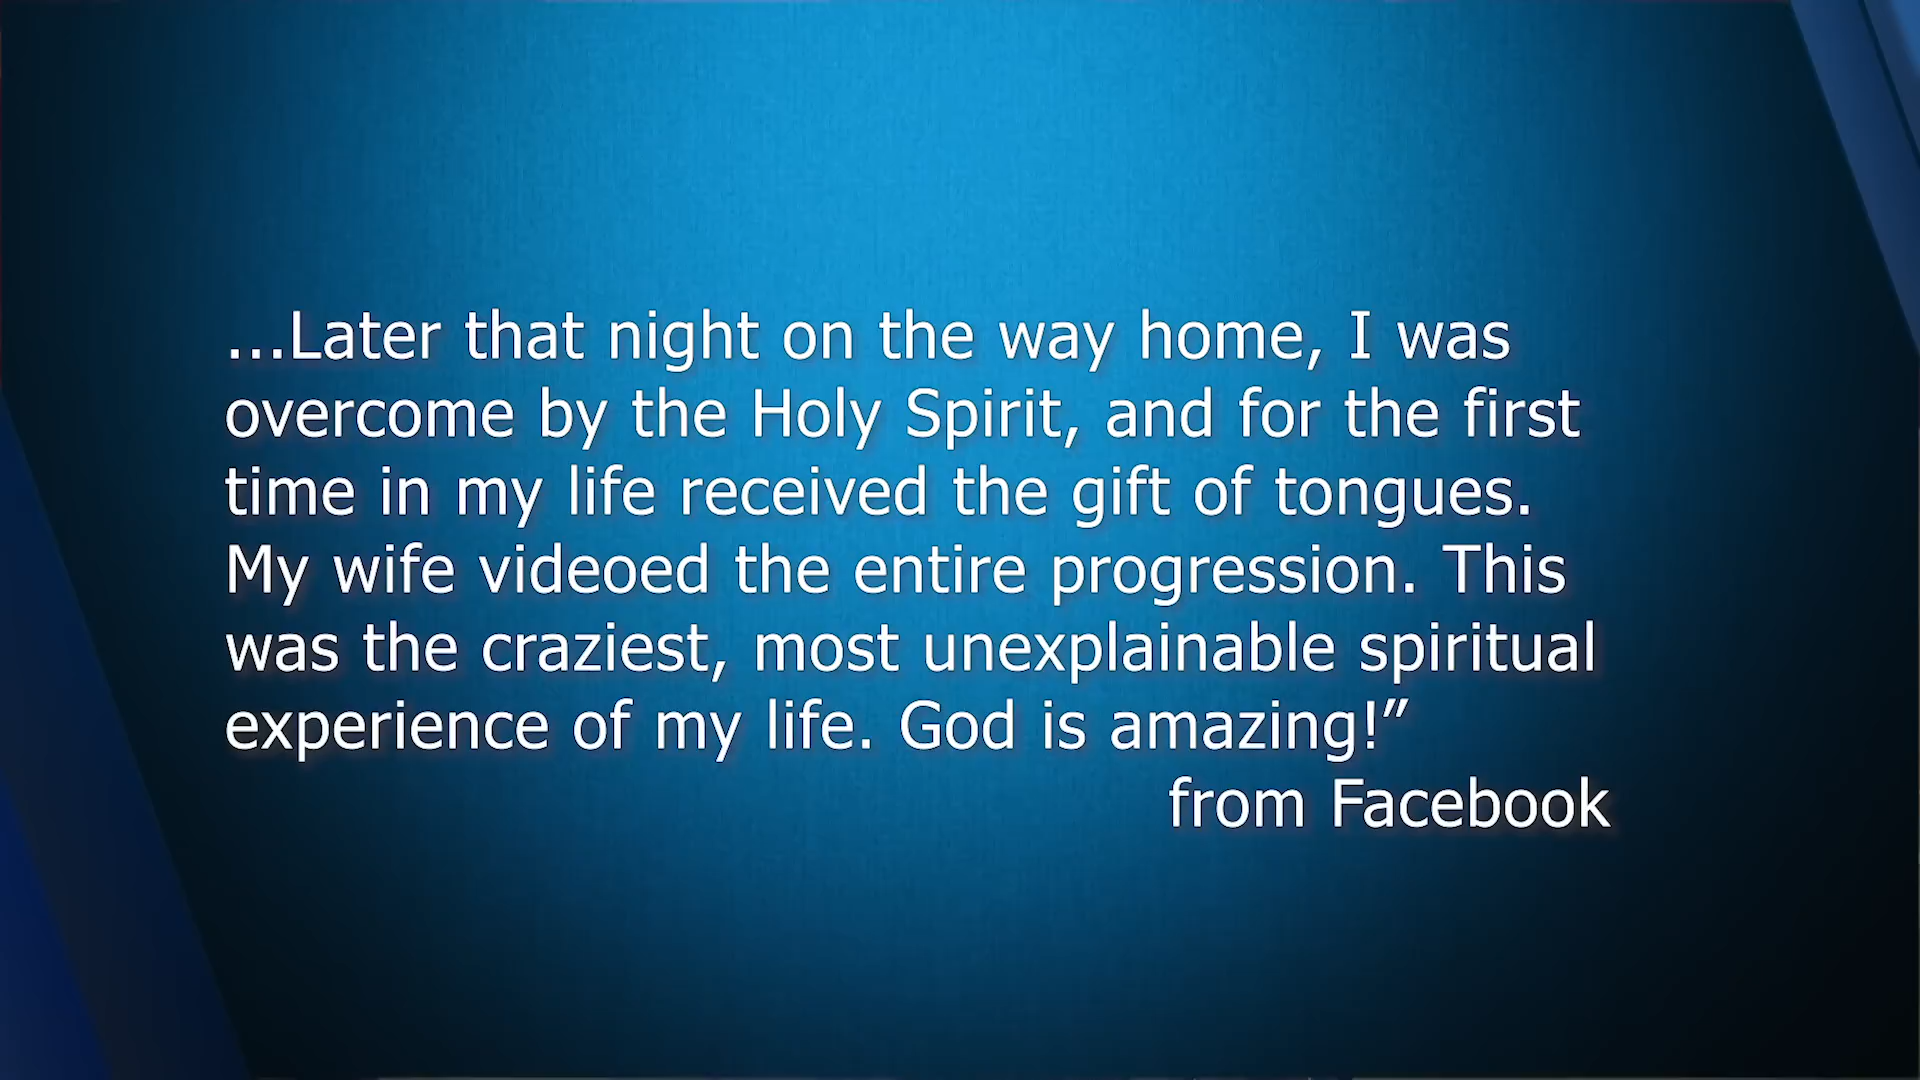 ...Later that night on the way home, I was
overcome by the Holy Spirit, and for the first
time in my life received the gift of tongues.
My wife videoed the entire progression. This
was the craziest, most unexplainable spiritual
experience of my life. God is amazing!”
from Facebook